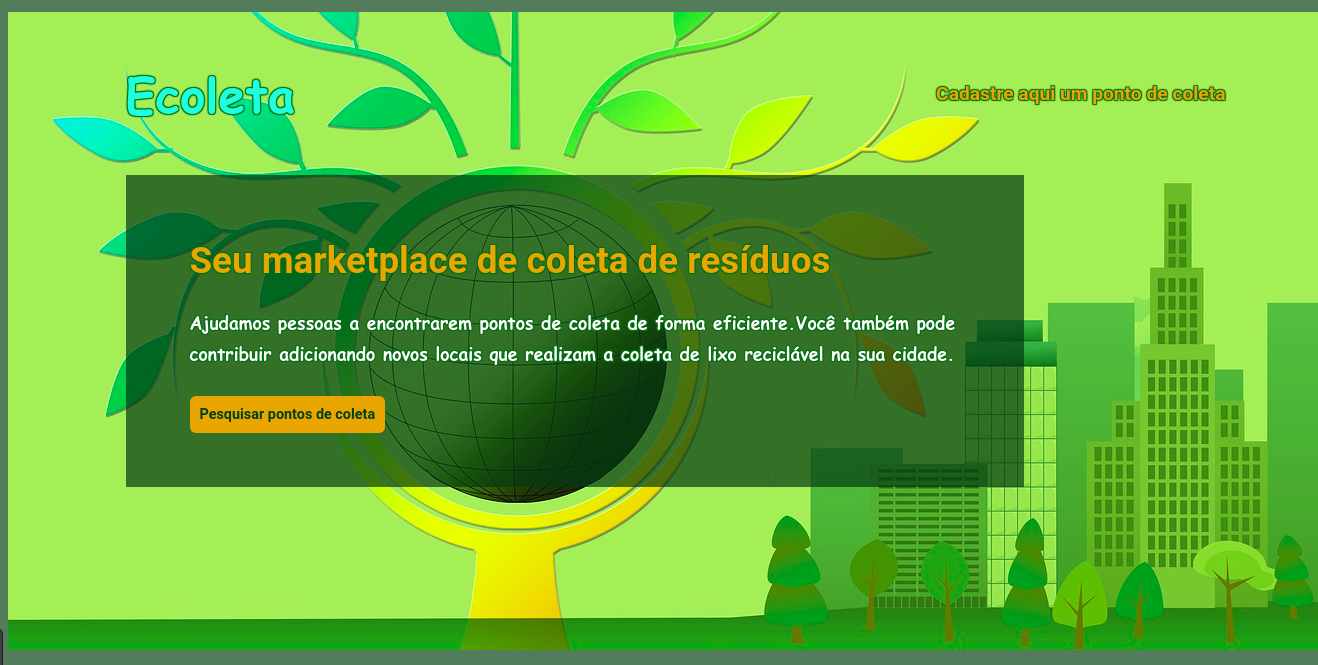 Ecoleta
Cadastre aqui um ponto de coleta
Seu marketplace de coleta de resíduos
Ajudamos pessoas a encontrarem pontos de coleta de forma eficiente.Você também pode
contribuir adicionando novos locais que realizam a coleta de lixo reciclável na sua cidade.
Pesquisar pontos de coleta